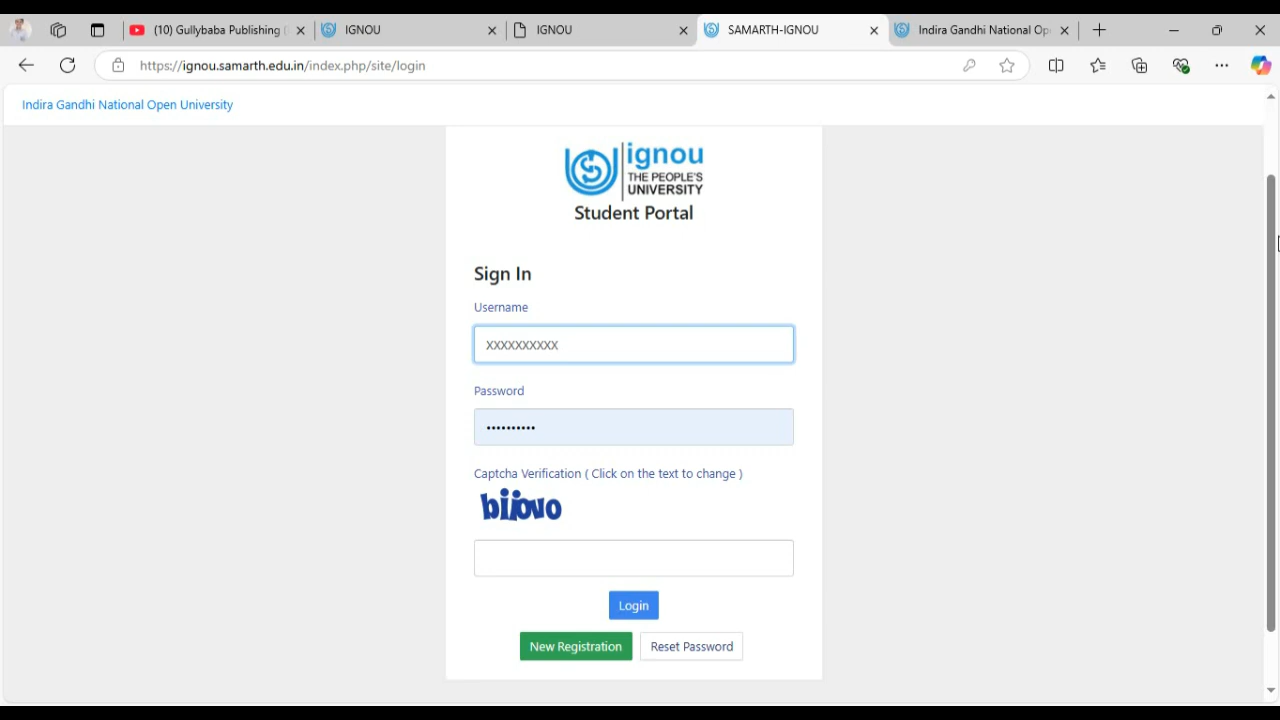 (10) Gullybaba Publishing
IGNOU
IGNOU
SAMARTH-IGNOU
Indira Gandhi National Op
https://ignou.samarth.edu.in/index.php/site/login
Indira Gandhi National Open University
ignou
THE PEOPLE'S
UNIVERSITY
Student Portal
Sign In
Username
XXXXXXXXXX
Password
••••••••••
Captcha Verification ( Click on the text to change )
Login
New Registration
Reset Password